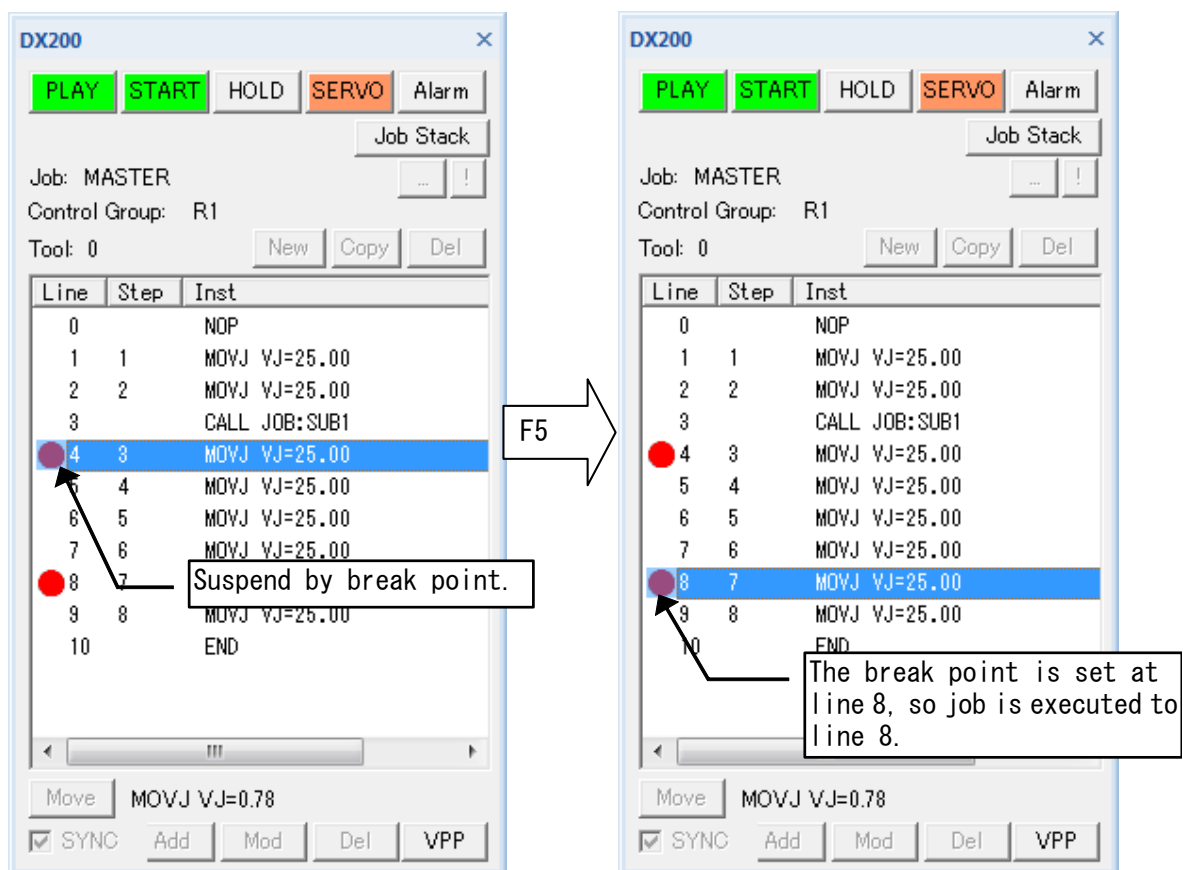 DX200 ×
PLAY START HOLD SERVO Alarm
Job Stack
Job: MASTER ... !
Control Group: R1
Tool: 0 New Copy Del
Line Step Inst
0 NOP
1 1 MOVJ VJ=25.00
2 2 MOVJ VJ=25.00
3 CALL JOB:SUB1
4 3 MOVJ VJ=25.00
5 4 MOVJ VJ=25.00
6 5 MOVJ VJ=25.00
7 6 MOVJ VJ=25.00
8 7
Suspend by break point.
9 8 MOVJ VJ=25.00
10 END
Move MOVJ VJ=0.78
SYNC Add Mod Del VPP
F5
DX200 ×
PLAY START HOLD SERVO Alarm
Job Stack
Job: MASTER ... !
Control Group: R1
Tool: 0 New Copy Del
Line Step Inst
0 NOP
1 1 MOVJ VJ=25.00
2 2 MOVJ VJ=25.00
3 CALL JOB:SUB1
4 3 MOVJ VJ=25.00
5 4 MOVJ VJ=25.00
6 5 MOVJ VJ=25.00
7 6 MOVJ VJ=25.00
8 7 MOVJ VJ=25.00
9 8 MOVJ VJ=25.00
10 END
The break point is set at
line 8, so job is executed to
line 8.
Move MOVJ VJ=0.78
SYNC Add Mod Del VPP